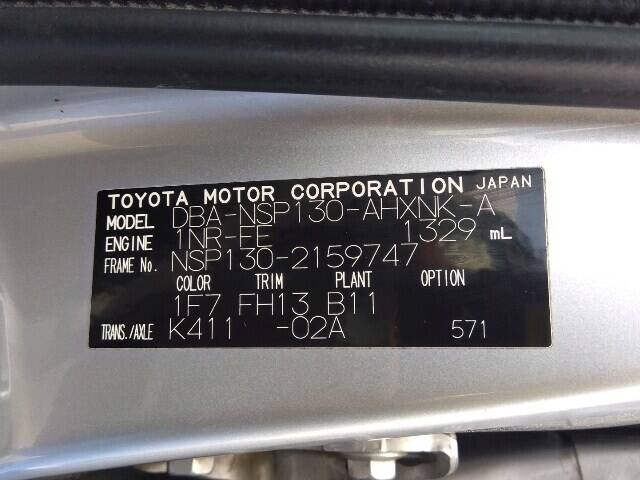 TOYOTA MOTOR CORPORATION JAPAN
MODEL DBA-NSP130-AHXNK-A
ENGINE 1NR-FE 1329 mL
FRAME No. NSP130-2159747
COLOR TRIM PLANT OPTION
1F7 FH13 B11
TRANS./AXLE K411 -02A 571